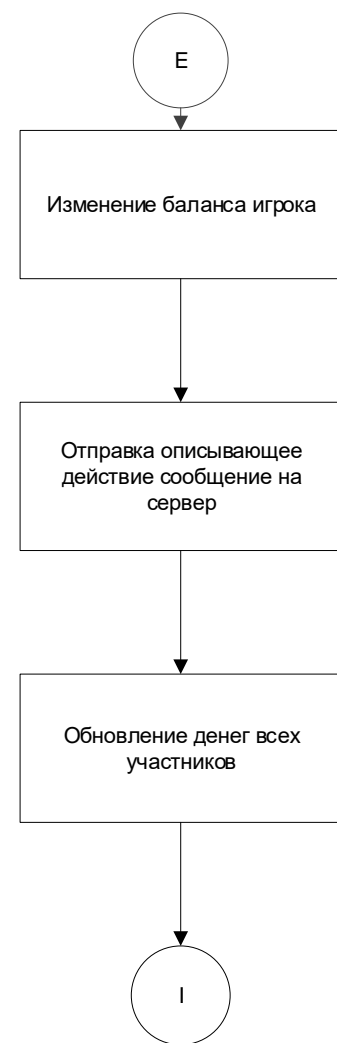 E
Изменение баланса игрока
Отправка описывающее
действие сообщение на
сервер
Обновление денег всех
участников
I